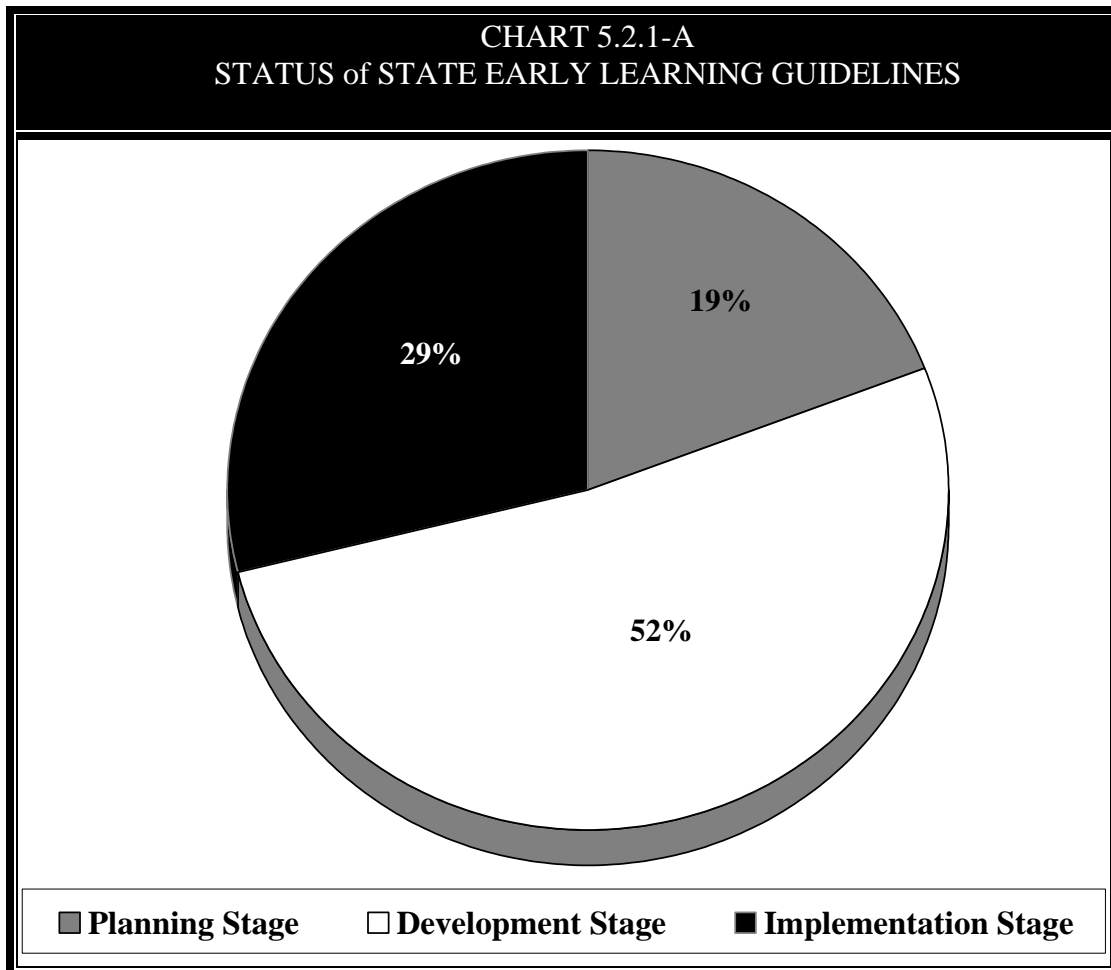 CHART 5.2.1-A
STATUS of STATE EARLY LEARNING GUIDELINES
19%
29%
52%
Planning Stage Development Stage Implementation Stage